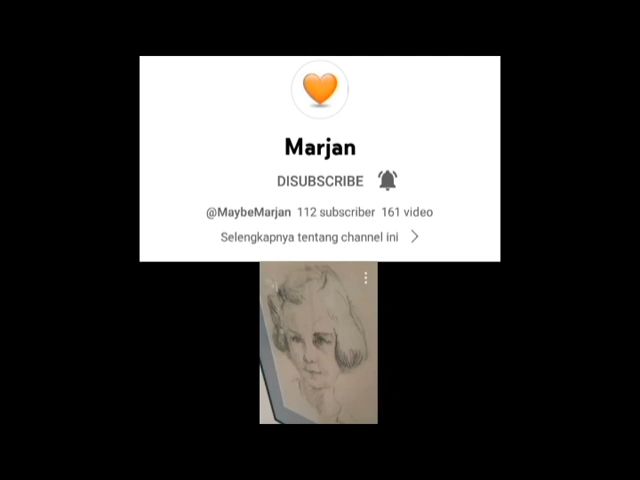 Marjan
DISUBSCRIBE
@MaybeMarjan 112 subscriber 161 video
Selengkapnya tentang channel ini